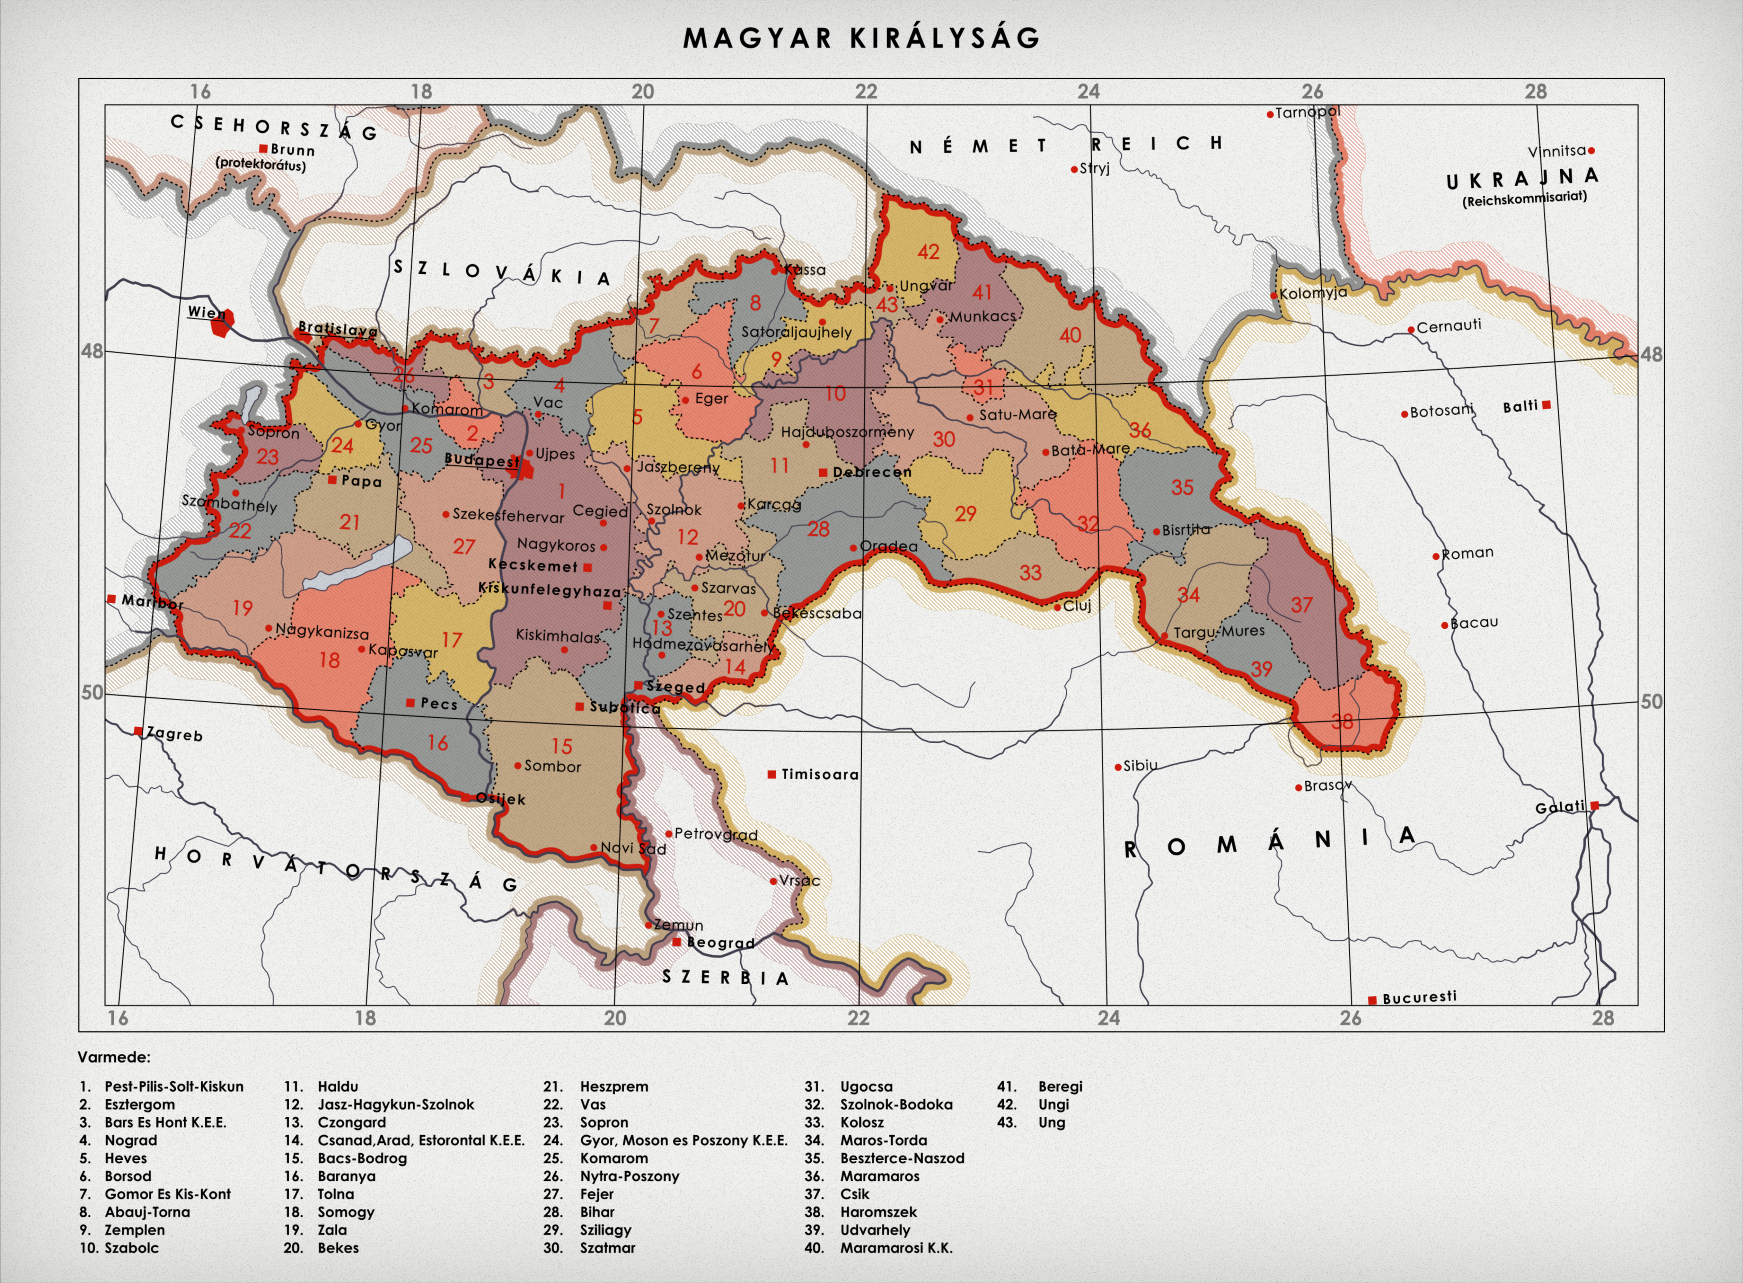 MAGYAR KIRÁLYSÁG
16 18 20 22 24 26 28
Tarnopol
CSEHORSZÁG
Brunn
(protektorátus)
NÉMET REICH
Stryj
Vinnitsa
UKRAJNA
(Reichskommisariat)
SZLOVÁKIA
Kassa
42
Ungvar
41
43
Munkacs
Kolomyja
Wien
Bratislava
8
7
Satoraljaujhely
40
Cernauti
48
48
26
3
4
6
9
10
31
Komarom
Vac
Eger
Satu-Mare
Botosani
Balti
Sopron
Gyor
2
5
Hajduboszormeny
30
36
23
24
25
Ujpes
Bata-Mare
Budapest
Jaszbereny
11
Debrecen
Papa
35
1
Szombathely
Szekesfehervar
Cegled
Szolnok
Karcag
29
22
21
32
Bisrtita
27
Nagykoros
12
28
Mezotur
Oradea
Roman
Kecskemet
33
Kiskunfelegyhaza
Szarvas
34
37
Maribor
19
Szentes
20
Bekescsaba
Cluj
Nagykanizsa
17
Kiskimhalas
13
Targu-Mures
Bacau
18
Kapasvar
Hodmezovasarhely
14
39
50
Szeged
50
Pecs
Subotica
38
Zagreb
16
15
Sombor
Timisoara
Sibiu
Brasov
Osijek
Galati
Petrovgrad
ROMÁNIA
HORVÁTORSZÁG
Novi Sad
Vrsac
Zemun
Beograd
SZERBIA
Bucuresti
16 18 20 22 24 26 28
Varmede:
1. Pest-Pilis-Solt-Kiskun
2. Esztergom
3. Bars Es Hont K.E.E.
4. Nograd
5. Heves
6. Borsod
7. Gomor Es Kis-Kont
8. Abauj-Torna
9. Zemplen
10. Szabolc
11. Haldu
12. Jasz-Hagykun-Szolnok
13. Czongard
14. Csanad,Arad, Estorontal K.E.E.
15. Bacs-Bodrog
16. Baranya
17. Tolna
18. Somogy
19. Zala
20. Bekes
21. Heszprem
22. Vas
23. Sopron
24. Gyor, Moson es Poszony K.E.E.
25. Komarom
26. Nytra-Poszony
27. Fejer
28. Bihar
29. Sziliagy
30. Szatmar
31. Ugocsa
32. Szolnok-Bodoka
33. Kolosz
34. Maros-Torda
35. Beszterce-Naszod
36. Maramaros
37. Csik
38. Haromszek
39. Udvarhely
40. Maramarosi K.K.
41. Beregi
42. Ungi
43. Ung